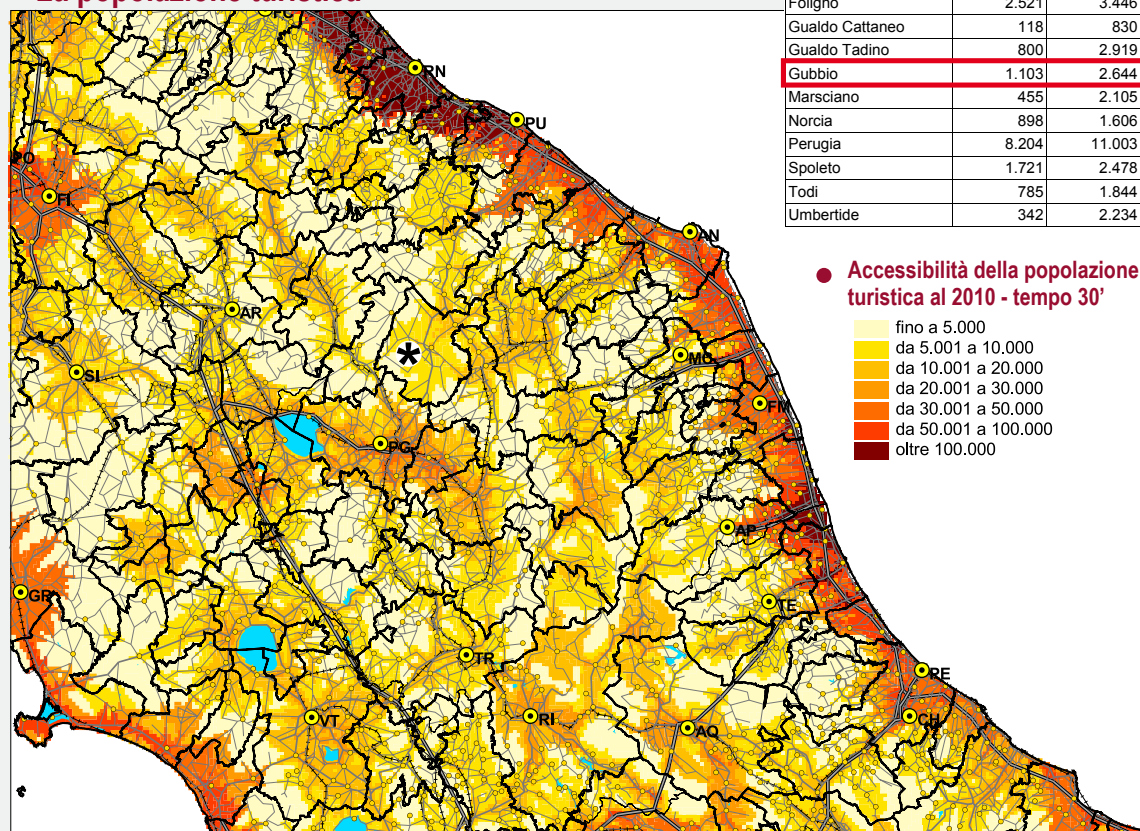 La popolazione turistica
Foligno 2.521 3.446
Gualdo Cattaneo 118 830
Gualdo Tadino 800 2.919
Gubbio 1.103 2.644
Marsciano 455 2.105
Norcia 898 1.606
Perugia 8.204 11.003
Spoleto 1.721 2.478
Todi 785 1.844
Umbertide 342 2.234
Accessibilità della popolazione
turistica al 2010 - tempo 30’
fino a 5.000
da 5.001 a 10.000
da 10.001 a 20.000
da 20.001 a 30.000
da 30.001 a 50.000
da 50.001 a 100.000
oltre 100.000
RN
PU
PO
FI
AN
AR
*
MC
SI
FM
PG
AP
GR
TE
TR
PE
VT
RI
AQ
CH